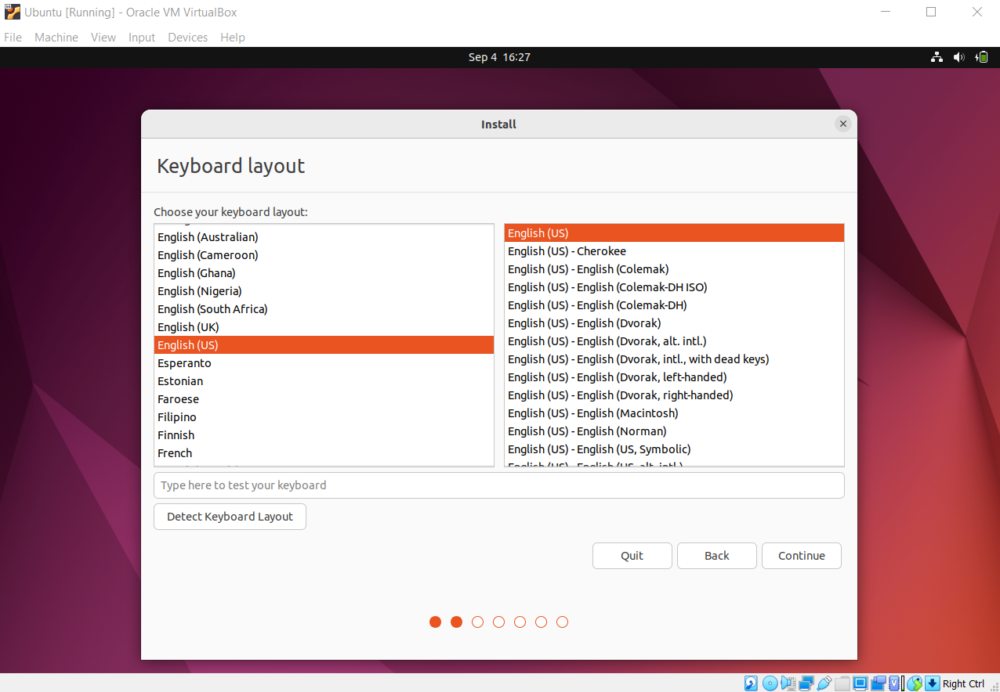 Ubuntu [Running] - Oracle VM VirtualBox
File Machine View Input Devices Help
Sep 4 16:27
Install
Keyboard layout
Choose your keyboard layout:
English (Australian)
English (Cameroon)
English (Ghana)
English (Nigeria)
English (South Africa)
English (UK)
English (US)
Esperanto
Estonian
Faroese
Filipino
Finnish
French
English (US)
English (US) - Cherokee
English (US) - English (Colemak)
English (US) - English (Colemak-DH ISO)
English (US) - English (Colemak-DH)
English (US) - English (Dvorak)
English (US) - English (Dvorak, alt. intl.)
English (US) - English (Dvorak, intl., with dead keys)
English (US) - English (Dvorak, left-handed)
English (US) - English (Dvorak, right-handed)
English (US) - English (Macintosh)
English (US) - English (Norman)
English (US) - English (US, Symbolic)
English (US) - English (US, alt. intl.)
Type here to test your keyboard
Detect Keyboard Layout
Quit Back Continue
Right Ctrl